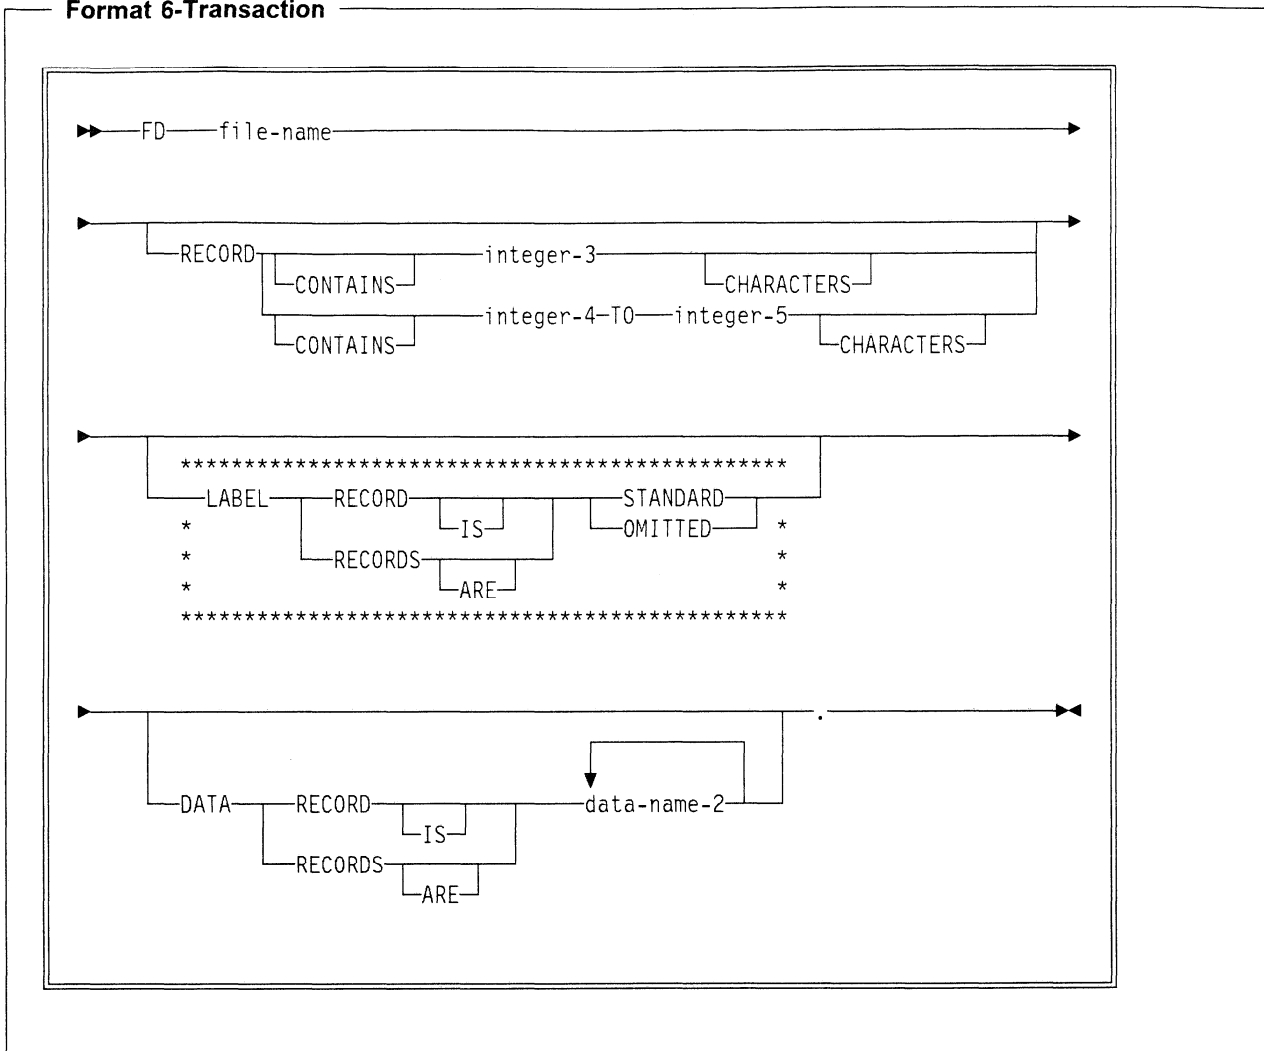 Format 6-Transaction
FD file-name
RECORD integer-3
CONTAINS CHARACTERS
integer-4 TO integer-5
CONTAINS CHARACTERS
***********************************************
LABEL RECORD STANDARD
* IS OMITTED *
* RECORDS *
* ARE *
***********************************************
.
DATA RECORD data-name-2
IS
RECORDS
ARE